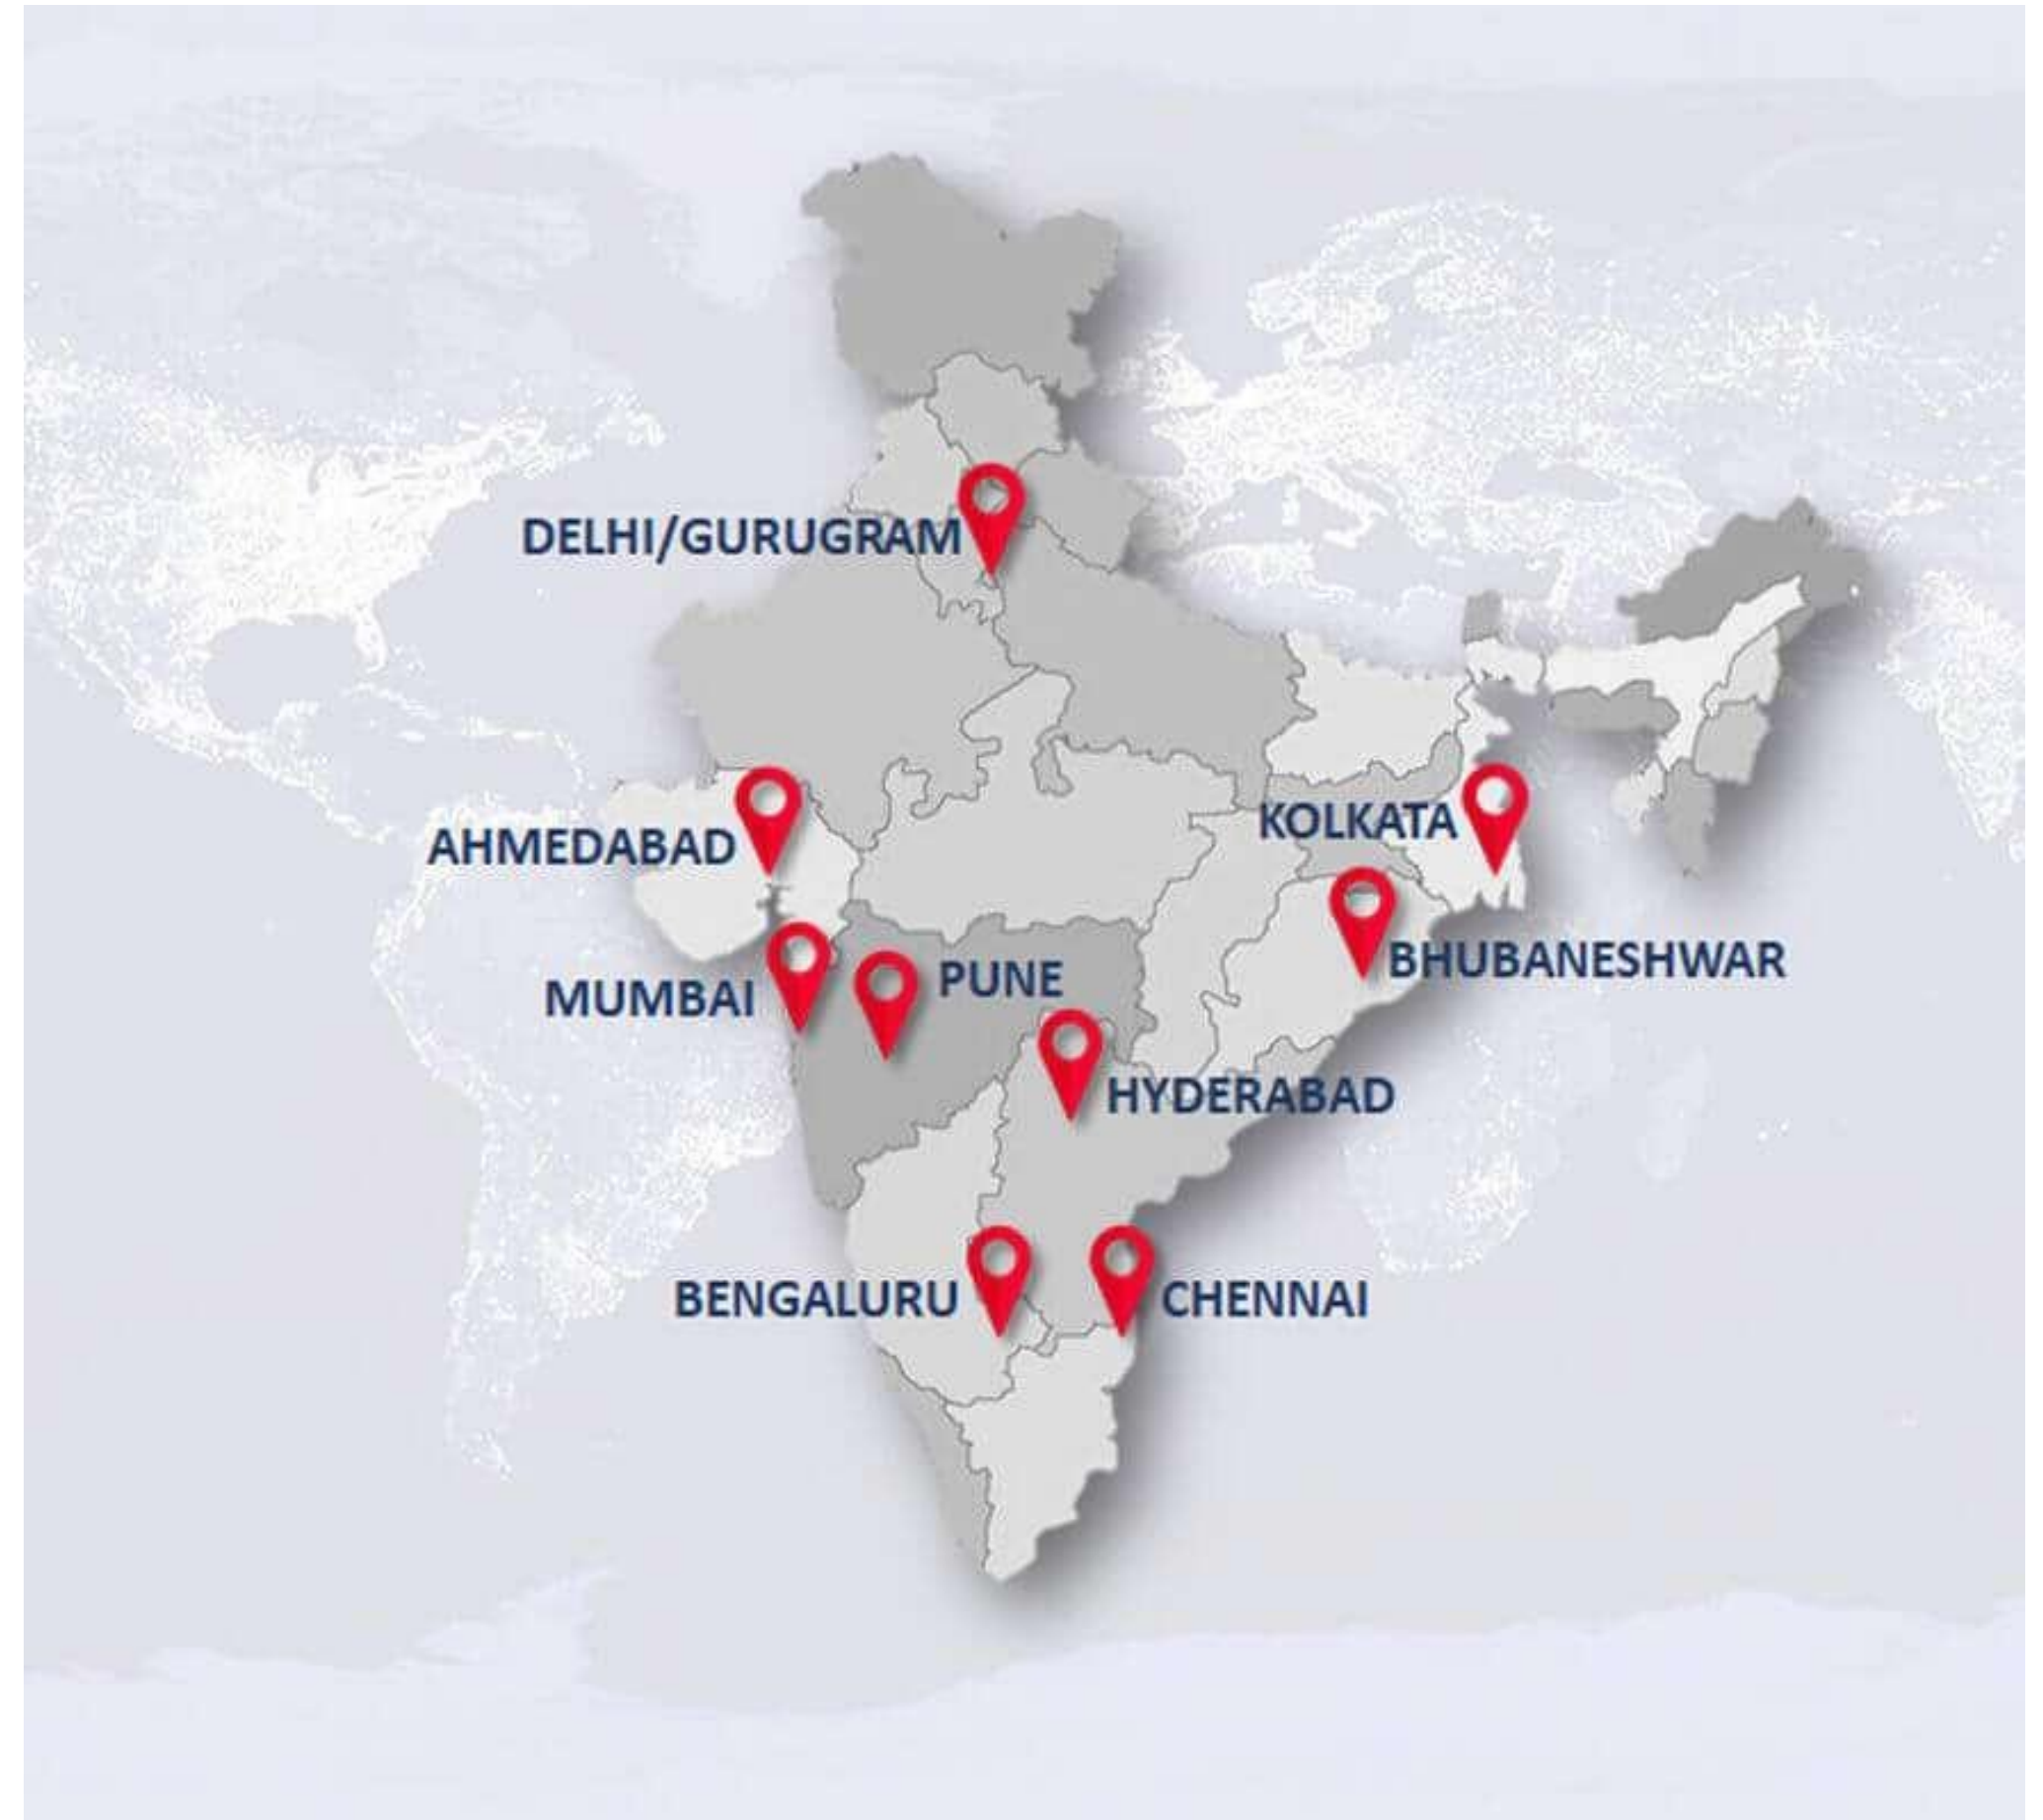 DELHI/GURUGRAM
AHMEDABAD
KOLKATA
BHUBANESHWAR
MUMBAI
PUNE
HYDERABAD
BENGALURU
CHENNAI